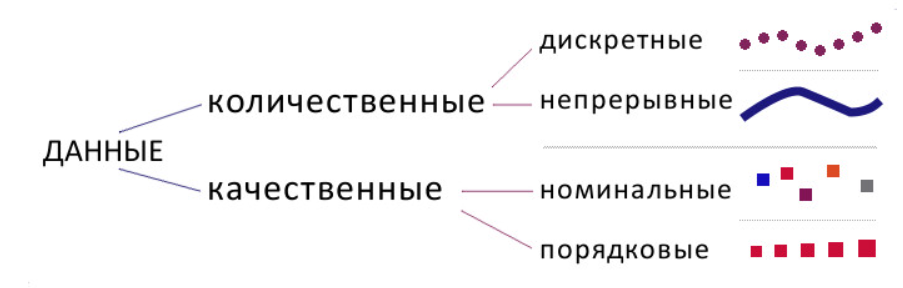 ДАННЫЕ
количественные
дискретные
непрерывные
качественные
номинальные
порядковые